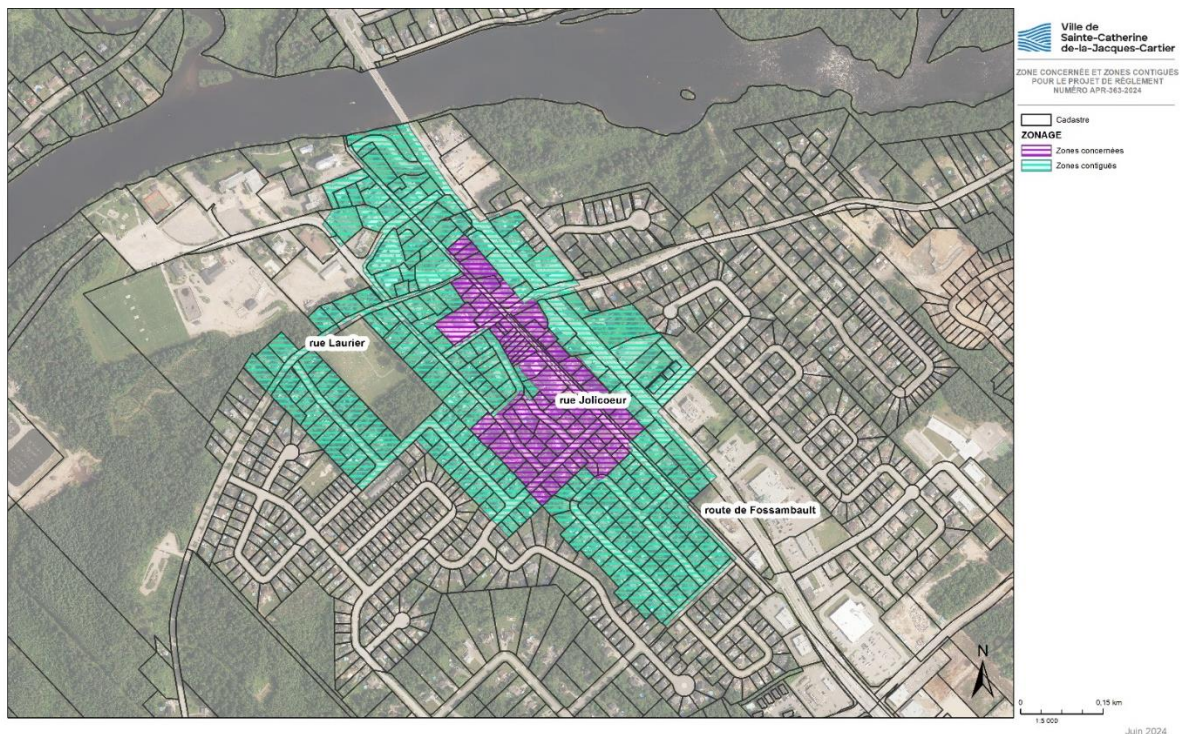 Ville de
Sainte-Catherine
de-la-Jacques-Cartier
ZONE CONCERNÉE ET ZONES CONTIGUËS
POUR LE PROJET DE RÈGLEMENT
NUMÉRO APR-363-2024
Cadastre
ZONAGE
Zones concernées
Zones contiguës
rue Laurier
rue Jolicoeur
route de Fossambault
N
0 0,15 km
1:5 000
Juin 2024